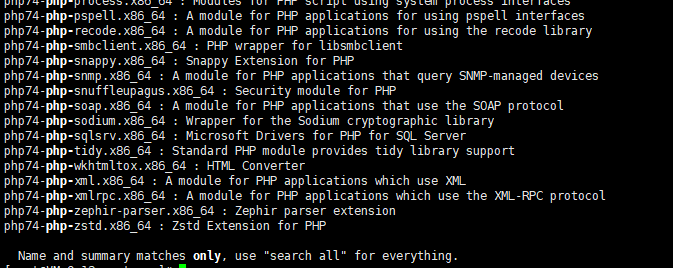 php74-php-process.x86_64 : Modules for PHP script using system process interfaces
php74-php-pspell.x86_64 : A module for PHP applications for using pspell interfaces
php74-php-recode.x86_64 : A module for PHP applications for using the recode library
php74-php-smbclient.x86_64 : PHP wrapper for libsmbclient
php74-php-snappy.x86_64 : Snappy Extension for PHP
php74-php-snmp.x86_64 : A module for PHP applications that query SNMP-managed devices
php74-php-snuffleupagus.x86_64 : Security module for PHP
php74-php-soap.x86_64 : A module for PHP applications that use the SOAP protocol
php74-php-sodium.x86_64 : Wrapper for the Sodium cryptographic library
php74-php-sqlsrv.x86_64 : Microsoft Drivers for PHP for SQL Server
php74-php-tidy.x86_64 : Standard PHP module provides tidy library support
php74-php-wkhtmltox.x86_64 : HTML Converter
php74-php-xml.x86_64 : A module for PHP applications which use XML
php74-php-xmlrpc.x86_64 : A module for PHP applications which use the XML-RPC protocol
php74-php-zephir-parser.x86_64 : Zephir parser extension
php74-php-zstd.x86_64 : Zstd Extension for PHP
Name and summary matches only, use "search all" for everything.